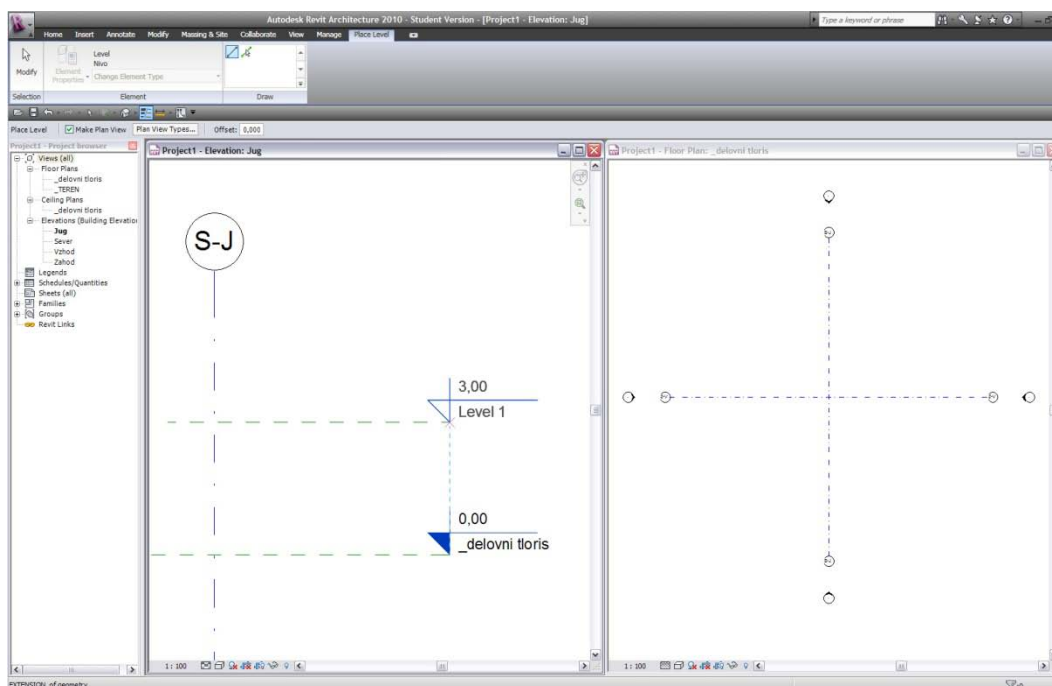 Autodesk Revit Architecture 2010 - Student Version - [Project1 - Elevation: Jug]
Type a keyword or phrase
Home Insert Annotate Modify Massing & Site Collaborate View Manage Place Level
Modify
Element Properties
Level
Nivo
Change Element Type
Selection Element Draw
Place Level Make Plan View Plan View Types... Offset: 0,000
Project1 - Project browser
Views (all)
Floor Plans
_delovni tloris
_TEREN
Ceiling Plans
_delovni tloris
Elevations (Building Elevation
Jug
Sever
Vzhod
Zahod
Legends
Schedules/Quantities
Sheets (all)
Families
Groups
Revit Links
Project1 - Elevation: Jug
S-J
3,00
Level 1
0,00
_delovni tloris
1 : 100
Project1 - Floor Plan: _delovni tloris
1 : 100
EXTENSION of geometry